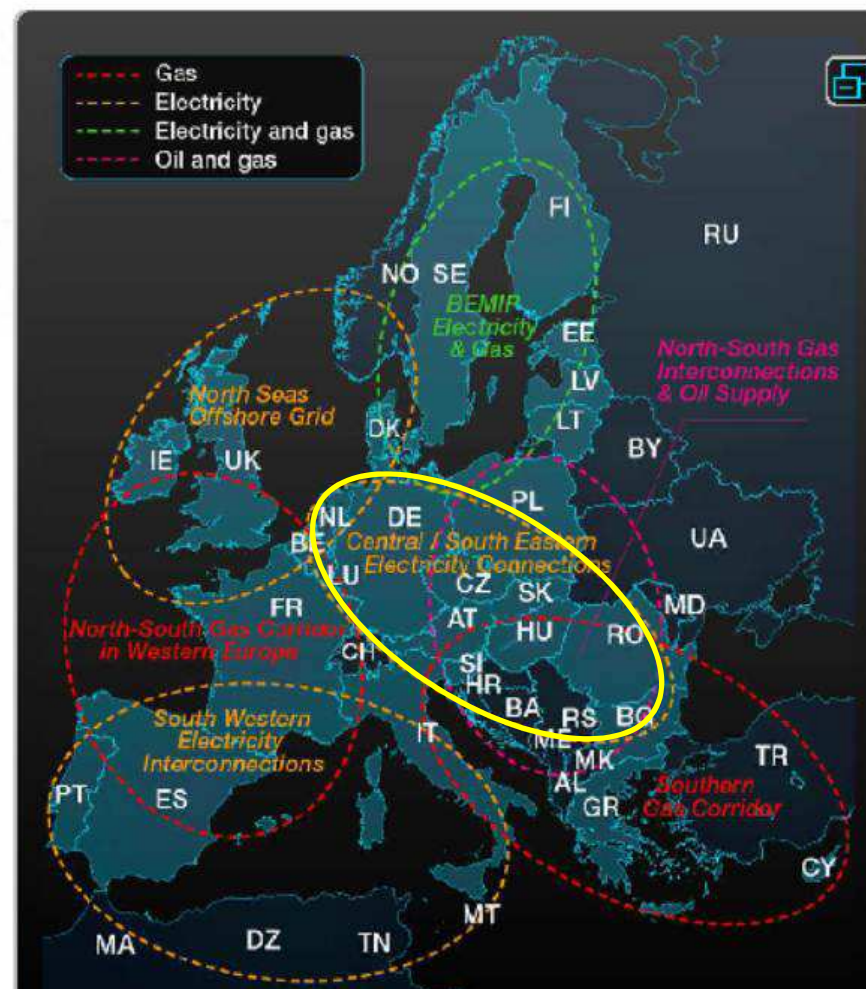 Gas
Electricity
Electricity and gas
Oil and gas
FI
RU
NO SE
BEMIP
Electricity
& Gas
EE
North-South Gas
Interconnections
& Oil Supply
LV
North Seas
Offshore Grid
LT
DK
BY
IE
UK
PL
NL
DE
UA
BE
Central / South Eastern
Electricity Connections
LU
CZ
SK
FR
MD
AT
HU
RO
North-South Gas Corridor
in Western Europe
CH
SI
HR
BA
RS
BG
South Western
Electricity
Interconnections
IT
ME
MK
TR
AL
Southern
Gas Corridor
PT
ES
GR
CY
MT
MA
DZ
TN